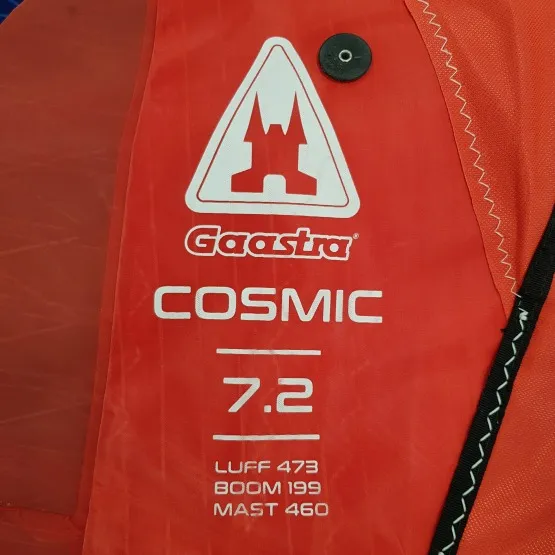 Gaastra®
COSMIC
7.2
LUFF 473
BOOM 199
MAST 460